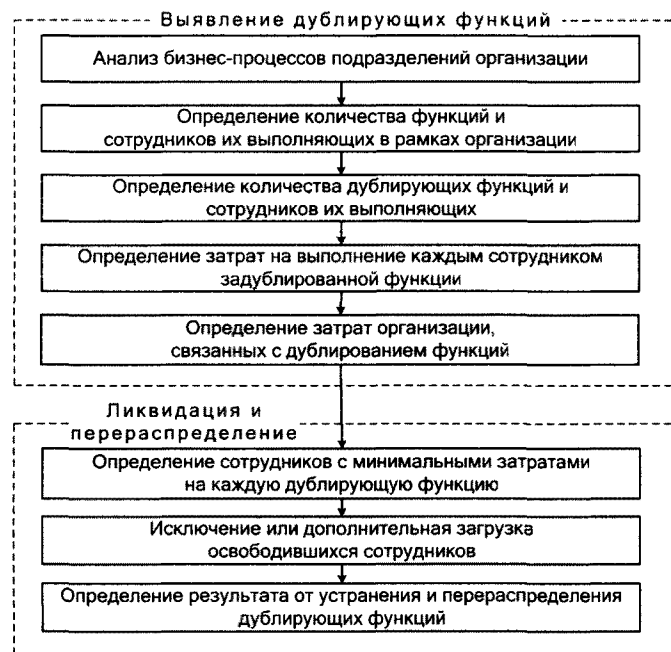 Выявление дублирующих функций
Анализ бизнес-процессов подразделений организации
Определение количества функций и
сотрудников их выполняющих в рамках организации
Определение количества дублирующих функций и
сотрудников их выполняющих
Определение затрат на выполнение каждым сотрудником
задублированной функции
Определение затрат организации,
связанных с дублированием функций
Ликвидация и
перераспределение
Определение сотрудников с минимальными затратами
на каждую дублирующую функцию
Исключение или дополнительная загрузка
освободившихся сотрудников
Определение результата от устранения и перераспределения
дублирующих функций